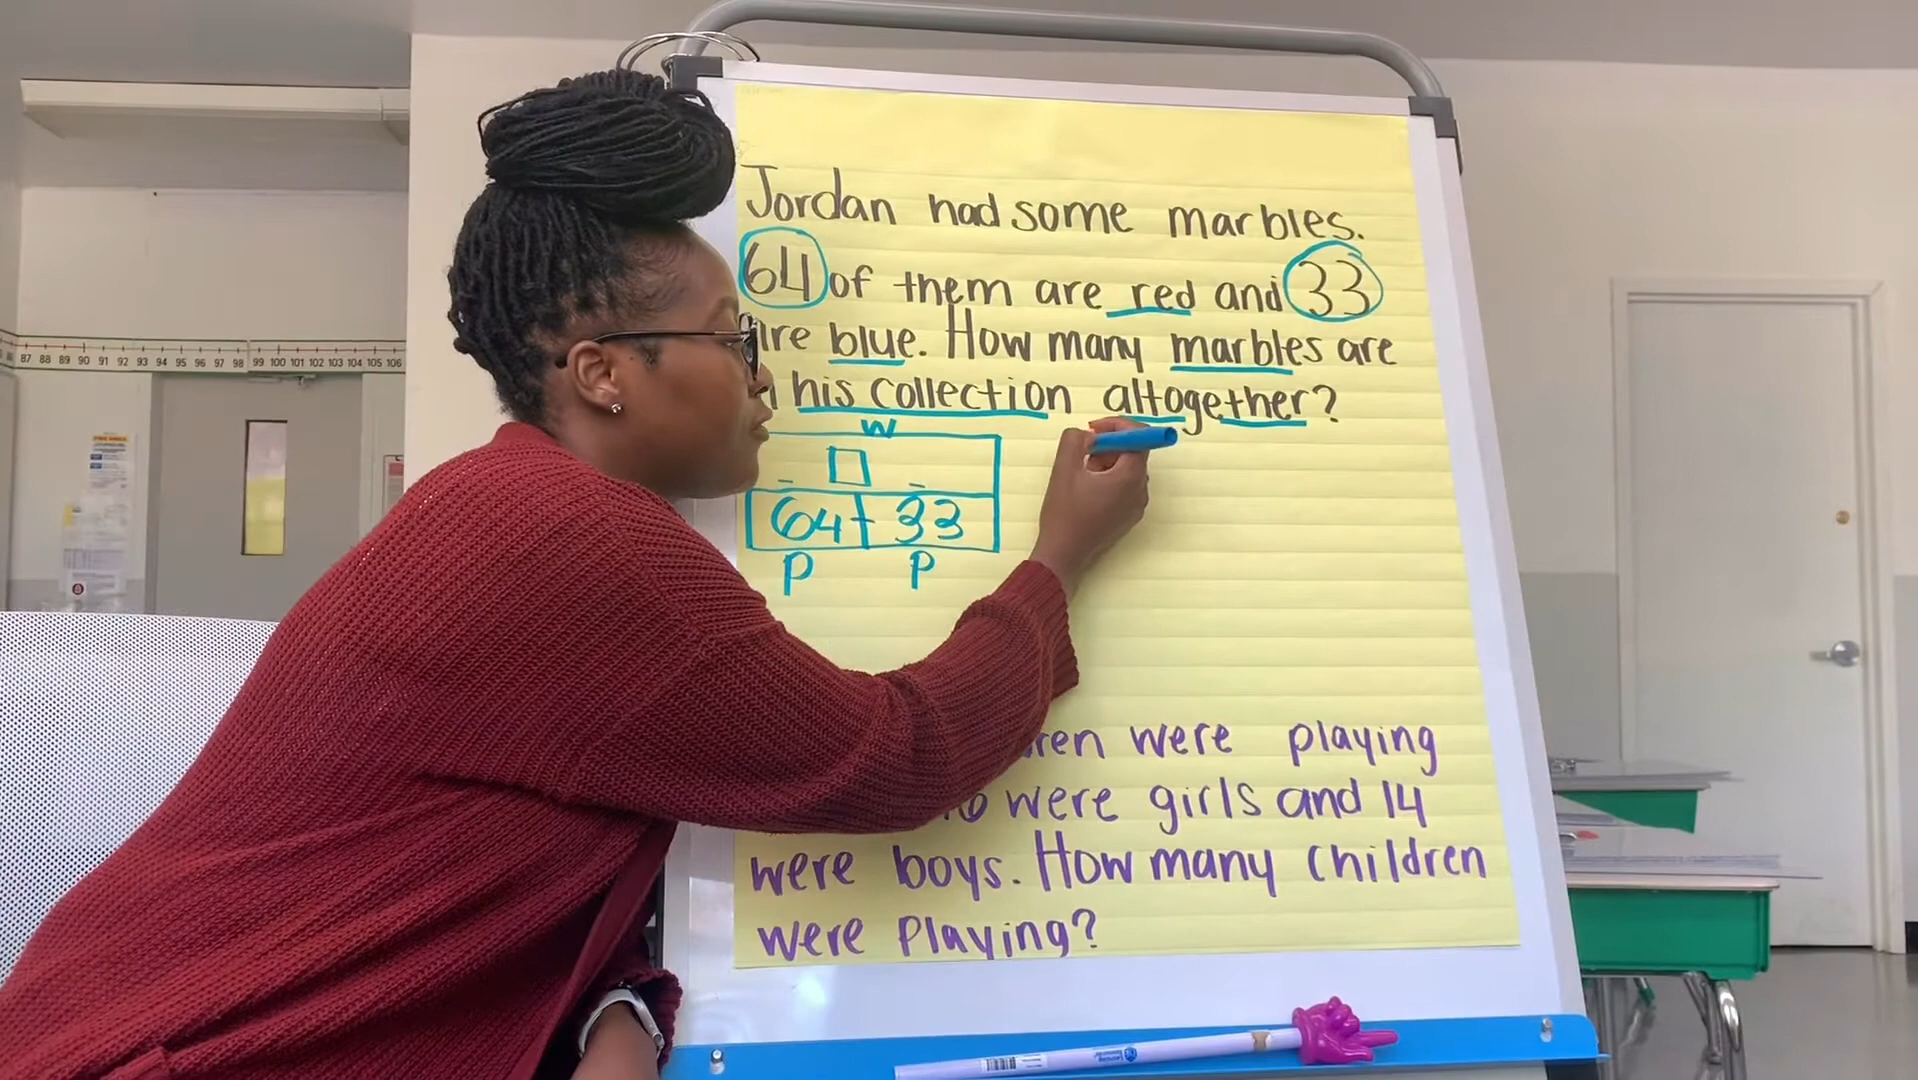 Jordan had some marbles.
64 of them are red and 33
are blue. How many marbles are
his collection altogether?
W
64 + 33
P P
were playing
were girls and 14
were boys. How many children
were playing?
87 88 89 90 91 92 93 94 95 96 97 98 99 100 101 102 103 104 105 106